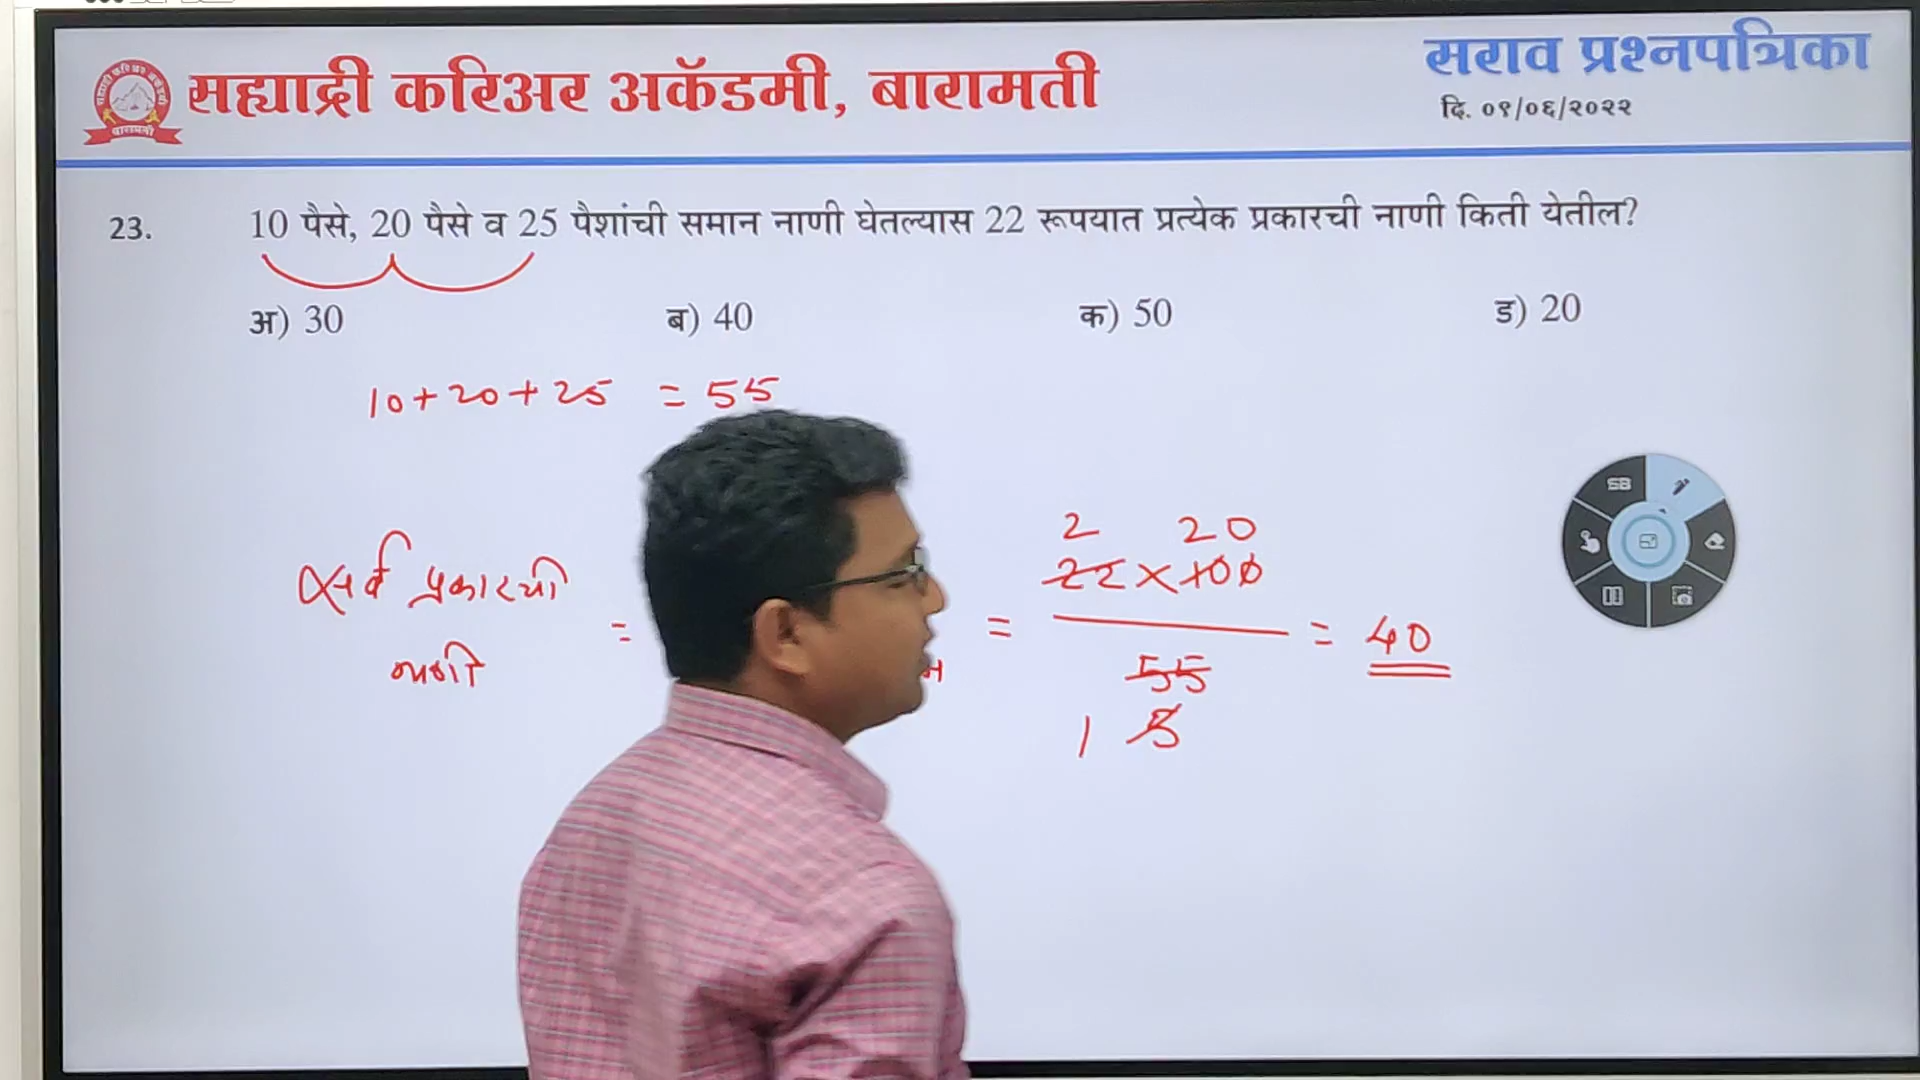 सह्याद्री करिअर अकॅडमी, बारामती
सराव प्रश्नपत्रिका
दि. ०९/०६/२०२२
23. 10 पैसे, 20 पैसे व 25 पैशांची समान नाणी घेतल्यास 22 रूपयात प्रत्येक प्रकारची नाणी किती येतील?
अ) 30 ब) 40 क) 50 ड) 20
10+20+25 = 55
सर्व प्रकारची
नाणी
=
2 20
= 22×100 = 40
55
1 5
SB
बारामती